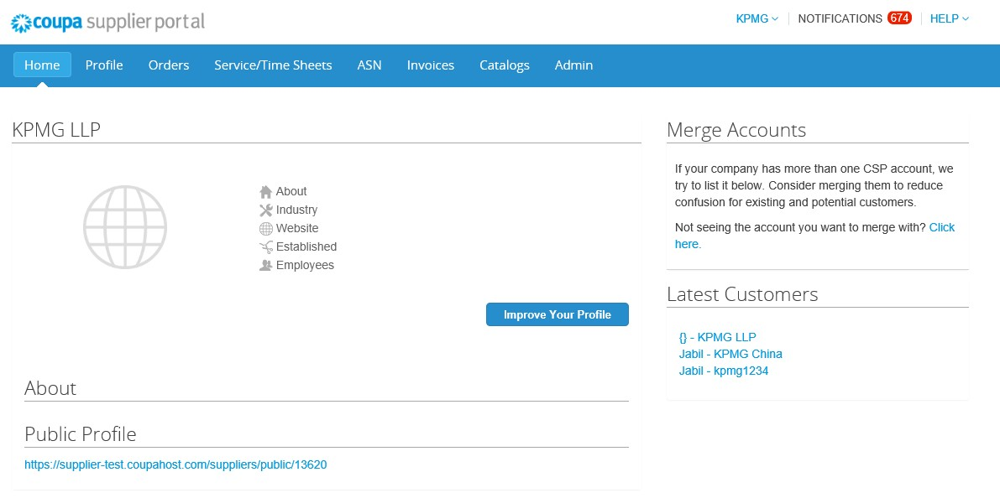 coupa supplier portal
KPMG NOTIFICATIONS 674 HELP
Home Profile Orders Service/Time Sheets ASN Invoices Catalogs Admin
KPMG LLP
About
Industry
Website
Established
Employees
Improve Your Profile
About
Public Profile
https://supplier-test.coupahost.com/suppliers/public/13620
Merge Accounts
If your company has more than one CSP account, we
try to list it below. Consider merging them to reduce
confusion for existing and potential customers.
Not seeing the account you want to merge with? Click
here.
Latest Customers
{} - KPMG LLP
Jabil - KPMG China
Jabil - kpmg1234